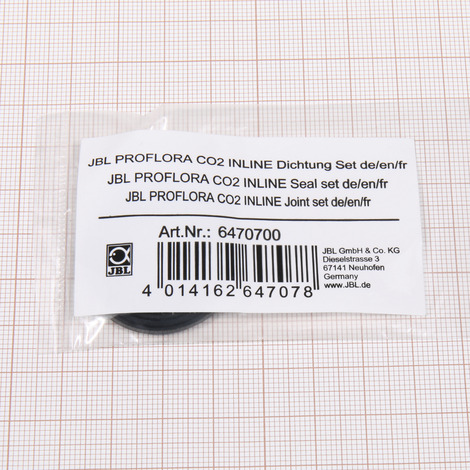 JBL PROFLORA CO2 INLINE Dichtung Set de/en/fr
JBL PROFLORA CO2 INLINE Seal set de/en/fr
JBL PROFLORA CO2 INLINE Joint set de/en/fr
Art.Nr.: 6470700
JBL
JBL GmbH & Co. KG
Dieselstrasse 3
67141 Neuhofen
Germany
www.JBL.de
4 014162 647078